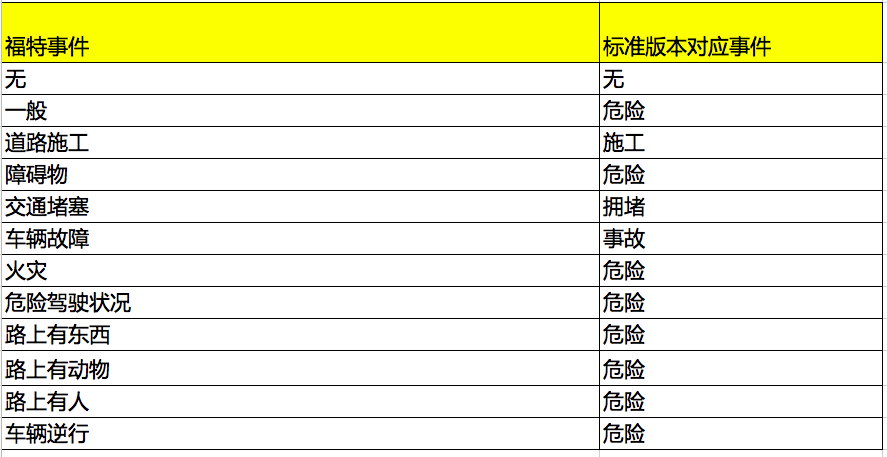 福特事件 标准版本对应事件
无 无
一般 危险
道路施工 施工
障碍物 危险
交通堵塞 拥堵
车辆故障 事故
火灾 危险
危险驾驶状况 危险
路上有东西 危险
路上有动物 危险
路上有人 危险
车辆逆行 危险